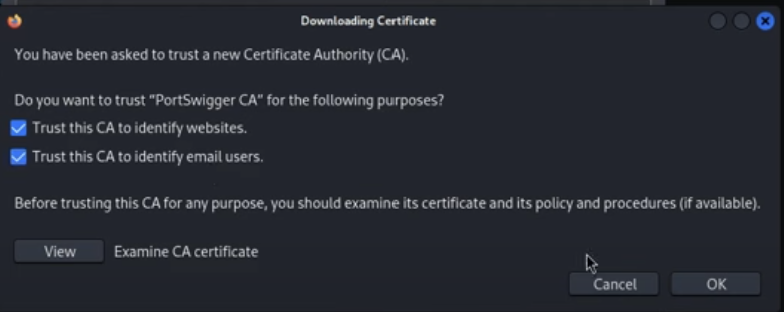 Downloading Certificate
You have been asked to trust a new Certificate Authority (CA).
Do you want to trust “PortSwigger CA” for the following purposes?
Trust this CA to identify websites.
Trust this CA to identify email users.
Before trusting this CA for any purpose, you should examine its certificate and its policy and procedures (if available).
View Examine CA certificate
Cancel OK